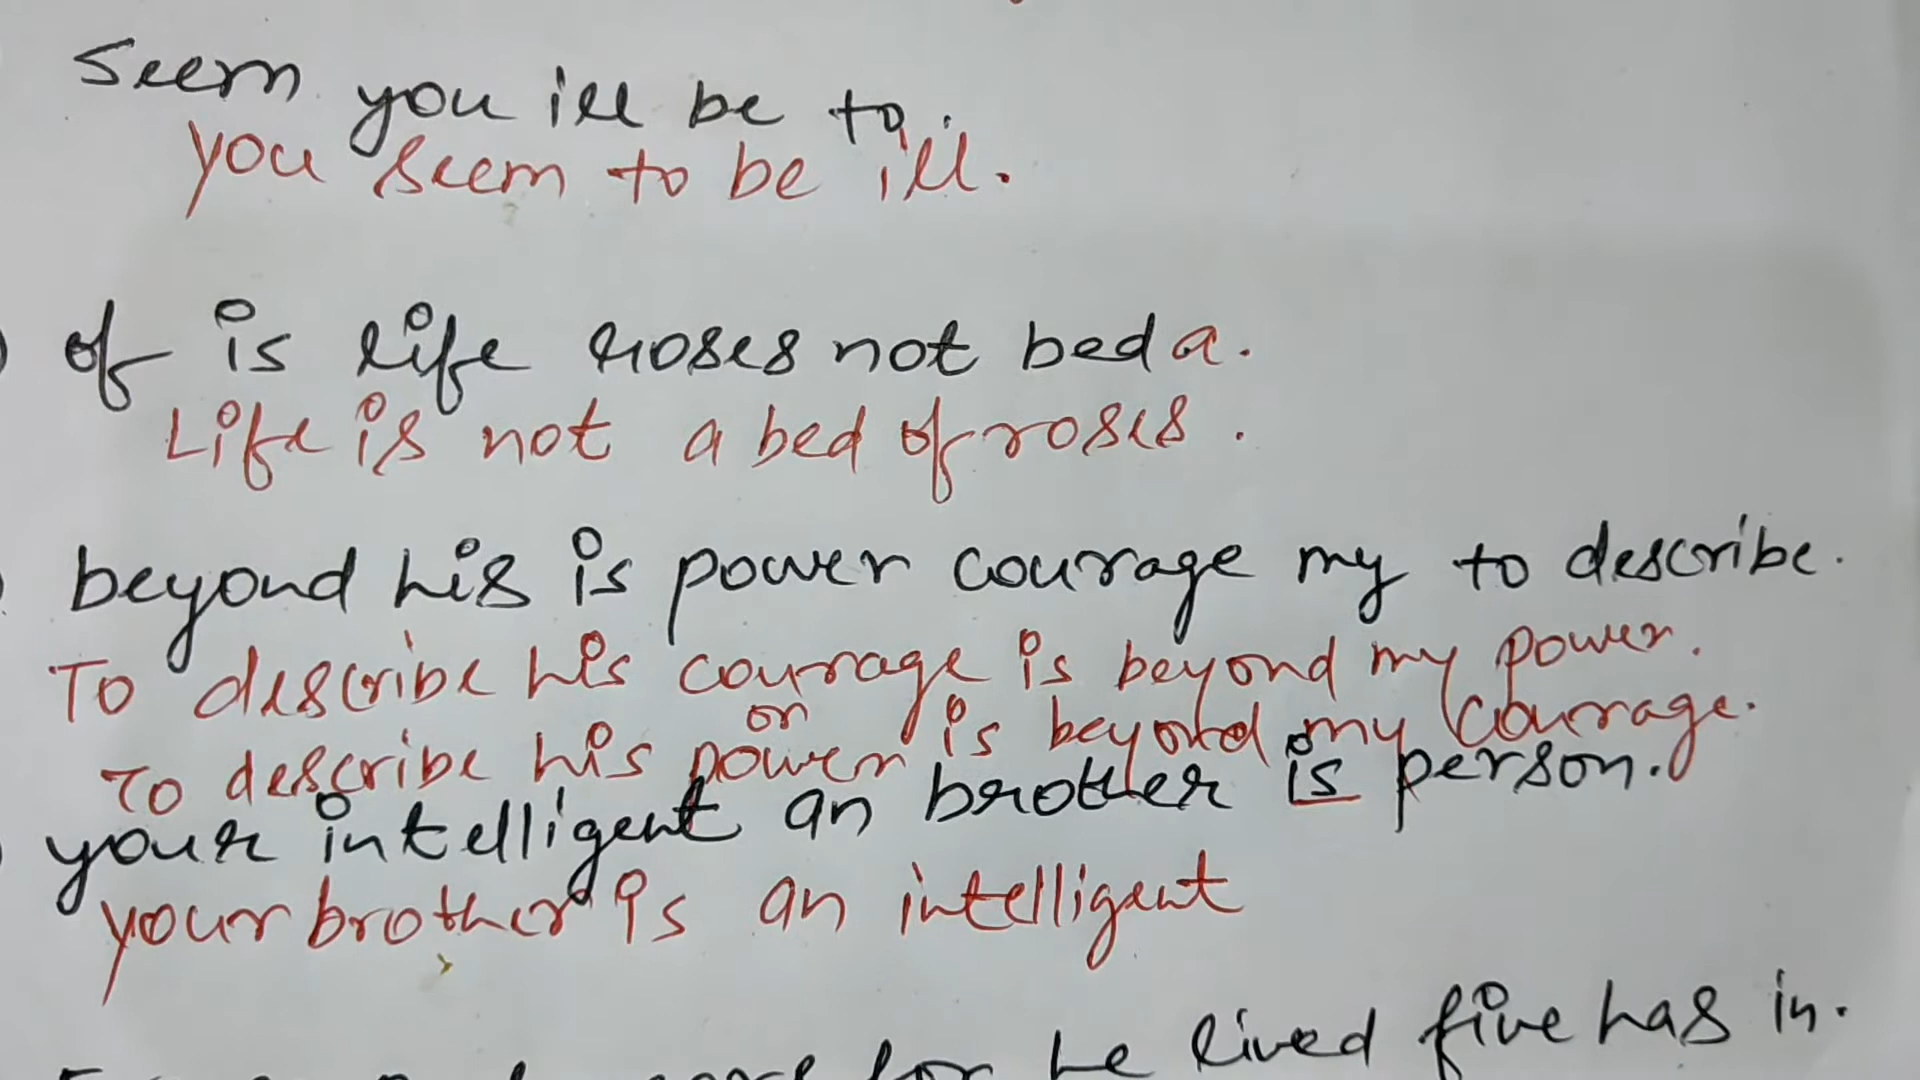 Seem you ill be to.
you seem to be ill.
of is life roses not bed a.
Life is not a bed of roses.
beyond his is power courage my to describe.
To describe his courage is beyond my power.
or
To describe his power is beyond my courage.
your intelligent an brother is person.
your brother is an intelligent
for he lived five has in.